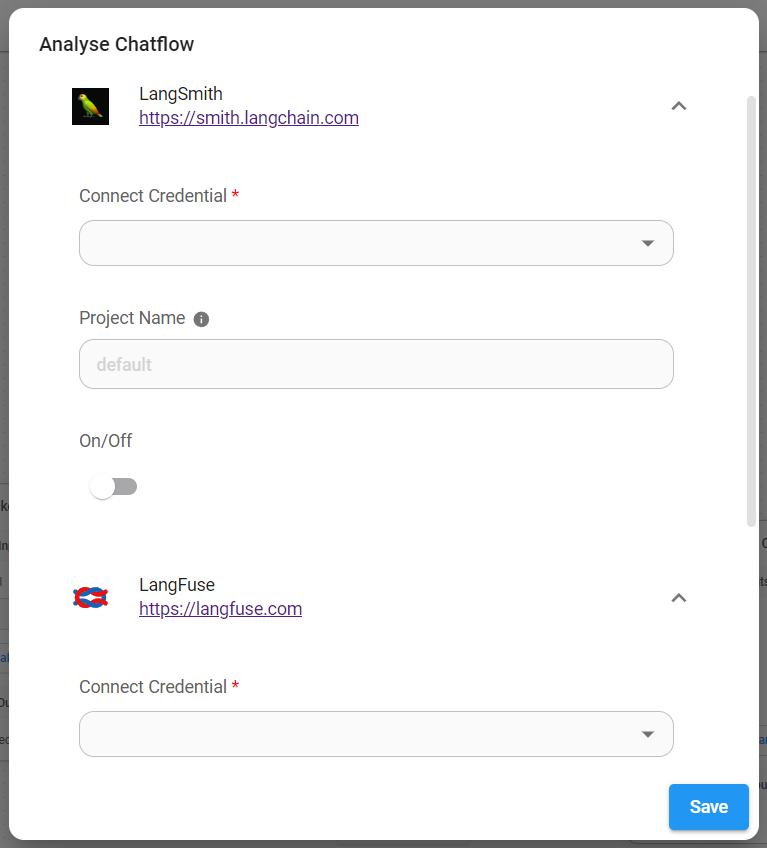 Analyse Chatflow
LangSmith
https://smith.langchain.com
Connect Credential *
Project Name
default
On/Off
LangFuse
https://langfuse.com
Connect Credential *
Save